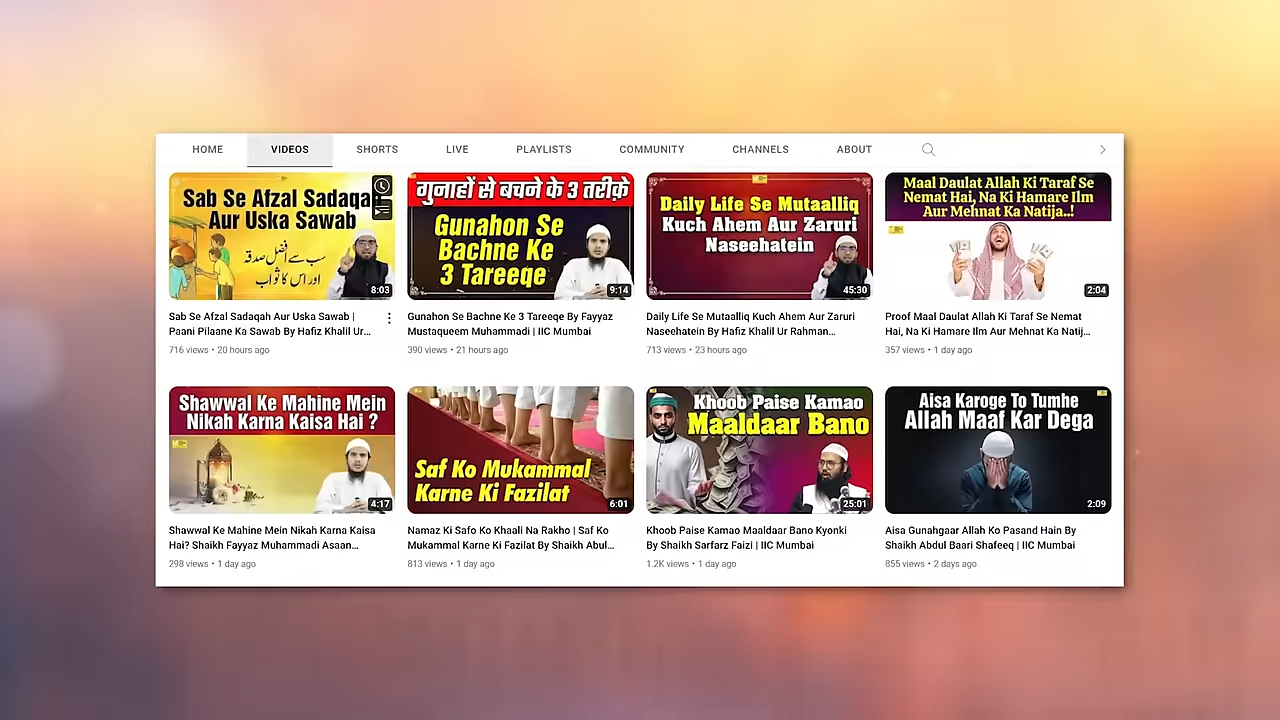 HOME VIDEOS SHORTS LIVE PLAYLISTS COMMUNITY CHANNELS ABOUT
Sab Se Afzal Sadaqah
Aur Uska Sawab
سب سے افضل صدقہ
اور اس کا ثواب
8:03
गुनाहों से बचने के 3 तरीक़े
Gunahon Se
Bachne Ke
3 Tareeqe
9:14
Daily Life Se Mutaalliq
Kuch Ahem Aur Zaruri
Naseehatein
45:30
Maal Daulat Allah Ki Taraf Se
Nemat Hai, Na Ki Hamare Ilm
Aur Mehnat Ka Natija..!
2:04
Sab Se Afzal Sadaqah Aur Uska Sawab |
Paani Pilaane Ka Sawab By Hafiz Khalil Ur...
716 views • 20 hours ago
Gunahon Se Bachne Ke 3 Tareeqe By Fayyaz
Mustaqueem Muhammadi | IIC Mumbai
390 views • 21 hours ago
Daily Life Se Mutaalliq Kuch Ahem Aur Zaruri
Naseehatein By Hafiz Khalil Ur Rahman...
713 views • 23 hours ago
Proof Maal Daulat Allah Ki Taraf Se Nemat
Hai, Na Ki Hamare Ilm Aur Mehnat Ka Natij...
357 views • 1 day ago
Shawwal Ke Mahine Mein
Nikah Karna Kaisa Hai ?
4:17
Saf Ko Mukammal
Karne Ki Fazilat
6:01
Khoob Paise Kamao
Maaldaar Bano
25:01
Aisa Karoge To Tumhe
Allah Maaf Kar Dega
2:09
Shawwal Ke Mahine Mein Nikah Karna Kaisa
Hai? Shaikh Fayyaz Muhammadi Asaan...
298 views • 1 day ago
Namaz Ki Safo Ko Khaali Na Rakho | Saf Ko
Mukammal Karne Ki Fazilat By Shaikh Abul...
813 views • 1 day ago
Khoob Paise Kamao Maaldaar Bano Kyonki
By Shaikh Sarfarz Faizi | IIC Mumbai
1.2K views • 1 day ago
Aisa Gunahgaar Allah Ko Pasand Hain By
Shaikh Abdul Baari Shafeeq | IIC Mumbai
855 views • 2 days ago